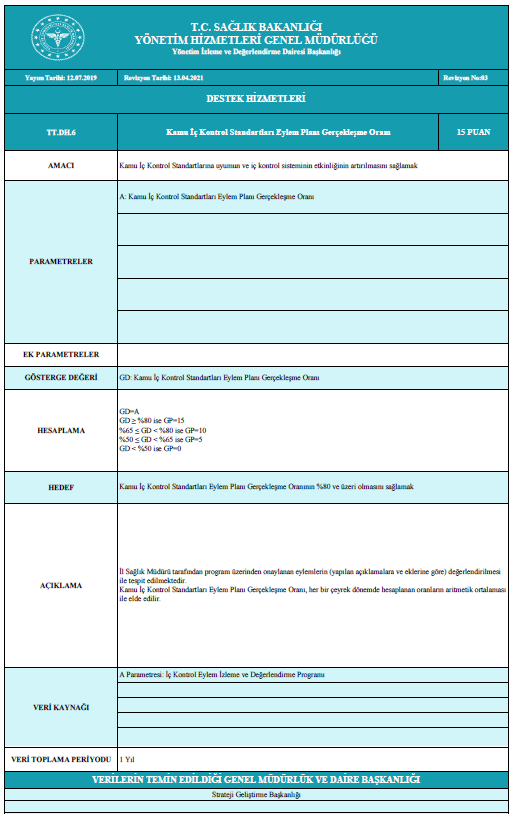 T.C. SAĞLIK BAKANLIĞI
YÖNETİM HİZMETLERİ GENEL MÜDÜRLÜĞÜ
Yönetim İzleme ve Değerlendirme Dairesi Başkanlığı
Yayım Tarihi: 12.07.2019 Revizyon Tarihi: 13.04.2021 Revizyon No:03
DESTEK HİZMETLERİ
TT.DH.6 Kamu İç Kontrol Standartları Eylem Planı Gerçekleşme Oranı 15 PUAN
AMACI Kamu İç Kontrol Standartlarına uyumun ve iç kontrol sisteminin etkinliğinin artırılmasını sağlamak
PARAMETRELER
A: Kamu İç Kontrol Standartları Eylem Planı Gerçekleşme Oranı
EK PARAMETRELER
GÖSTERGE DEĞERİ GD: Kamu İç Kontrol Standartları Eylem Planı Gerçekleşme Oranı
HESAPLAMA
GD=A
GD ≥ %80 ise GP=15
%65 ≤ GD < %80 ise GP=10
%50 ≤ GD < %65 ise GP=5
GD < %50 ise GP=0
HEDEF Kamu İç Kontrol Standartları Eylem Planı Gerçekleşme Oranının %80 ve üzeri olmasını sağlamak
AÇIKLAMA
İl Sağlık Müdürü tarafından program üzerinden onaylanan eylemlerin (yapılan açıklamalara ve eklerine göre) değerlendirilmesi
ile tespit edilmektedir.
Kamu İç Kontrol Standartları Eylem Planı Gerçekleşme Oranı, her bir çeyrek dönemde hesaplanan oranların aritmetik ortalaması
ile elde edilir.
VERİ KAYNAĞI
A Parametresi: İç Kontrol Eylem İzleme ve Değerlendirme Programı
VERİ TOPLAMA PERİYODU 1 Yıl
VERİLERİN TEMİN EDİLDİĞİ GENEL MÜDÜRLÜK VE DAİRE BAŞKANLIĞI
Strateji Geliştirme Başkanlığı